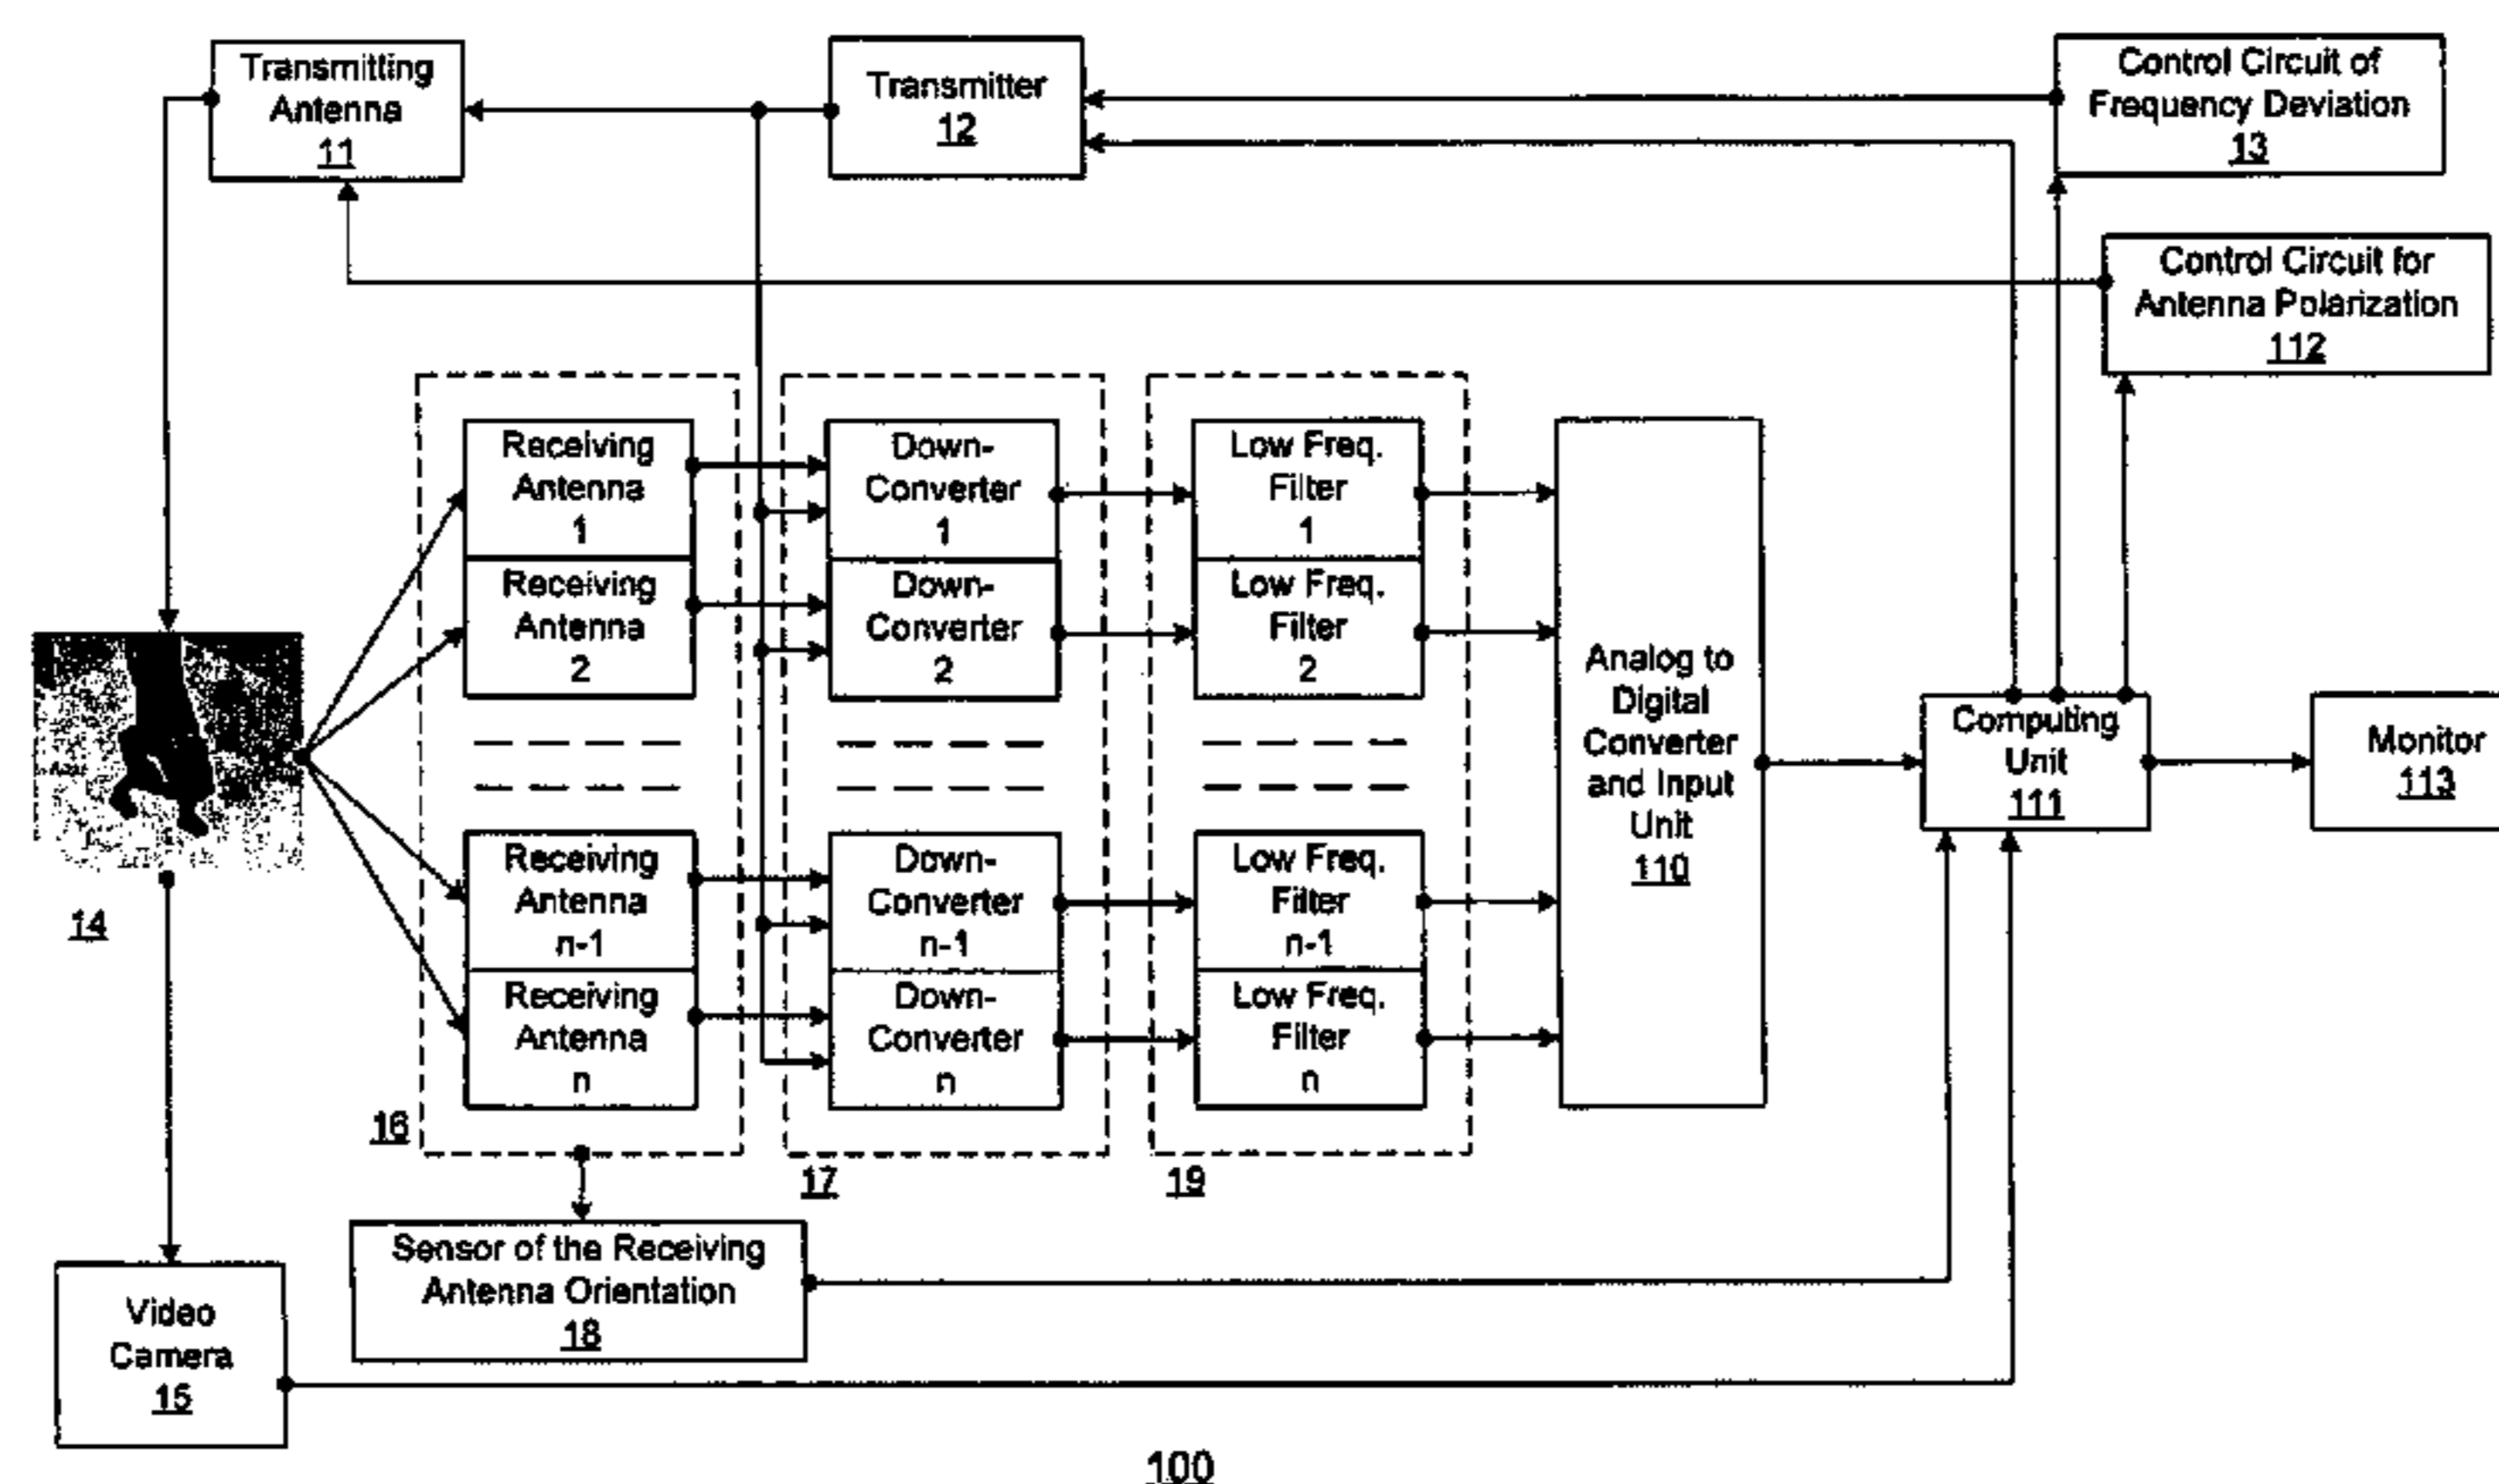 Transmitting
Antenna
11
Transmitter
12
Control Circuit of
Frequency Deviation
13
Control Circuit for
Antenna Polarization
112
Receiving
Antenna
1
Receiving
Antenna
2
Receiving
Antenna
n-1
Receiving
Antenna
n
16
Down-
Converter
1
Down-
Converter
2
Down-
Converter
n-1
Down-
Converter
n
17
Low Freq.
Filter
1
Low Freq.
Filter
2
Low Freq.
Filter
n-1
Low Freq.
Filter
n
19
Analog to
Digital
Converter
and Input
Unit
110
Computing
Unit
111
Monitor
113
14
Sensor of the Receiving
Antenna Orientation
18
Video
Camera
15
100